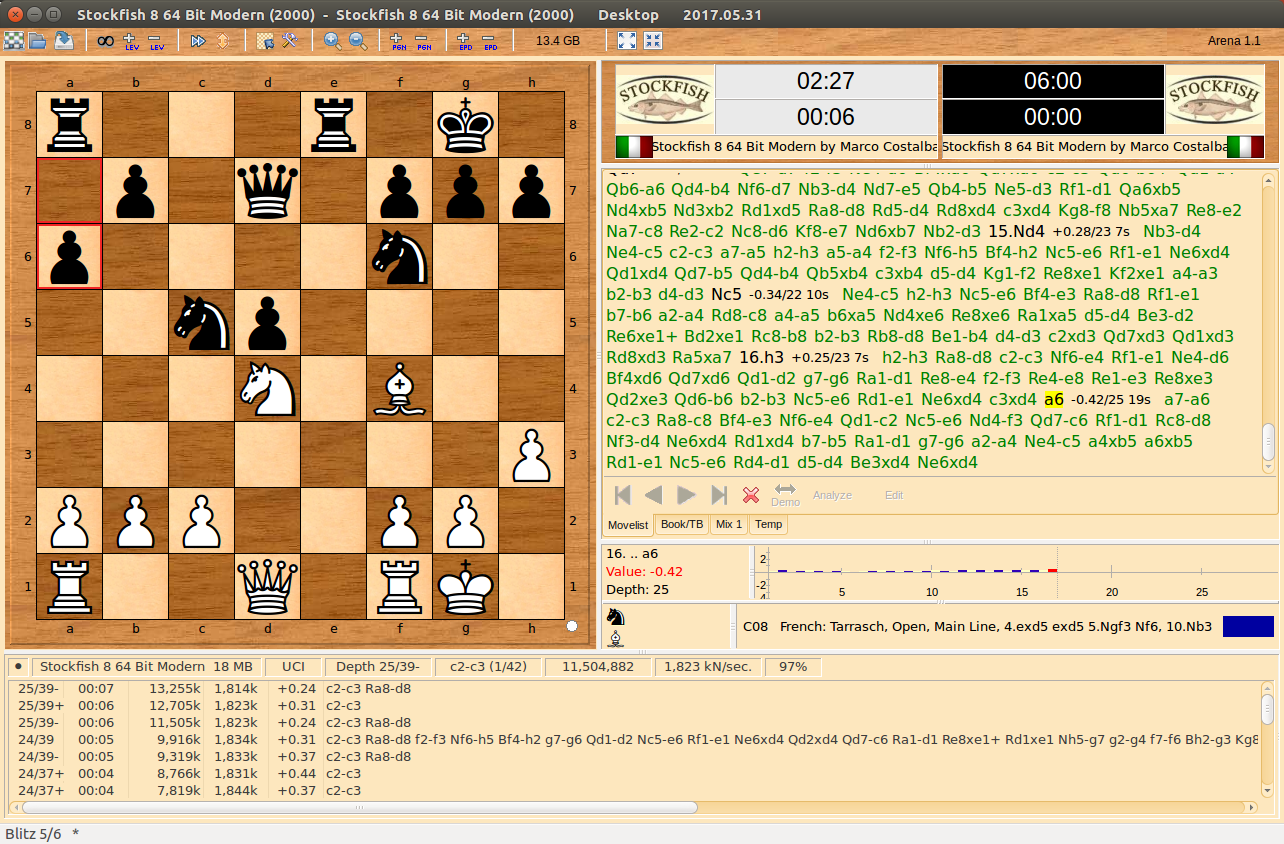 Stockfish 8 64 Bit Modern (2000) - Stockfish 8 64 Bit Modern (2000) Desktop 2017.05.31
LEV LEV PGN PGN EPD EPD 13.4 GB Arena 1.1
a b c d e f g h
8 8
7 7
6 6
5 5
4 4
3 3
2 2
1 1
a b c d e f g h
STOCKFISH 02:27 06:00 STOCKFISH
00:06 00:00
Stockfish 8 64 Bit Modern by Marco Costalba Stockfish 8 64 Bit Modern by Marco Costalba
Qb6-a6 Qd4-b4 Nf6-d7 Nb3-d4 Nd7-e5 Qb4-b5 Ne5-d3 Rf1-d1 Qa6xb5
Nd4xb5 Nd3xb2 Rd1xd5 Ra8-d8 Rd5-d4 Rd8xd4 c3xd4 Kg8-f8 Nb5xa7 Re8-e2
Na7-c8 Re2-c2 Nc8-d6 Kf8-e7 Nd6xb7 Nb2-d3 15.Nd4 +0.28/23 7s Nb3-d4
Ne4-c5 c2-c3 a7-a5 h2-h3 a5-a4 f2-f3 Nf6-h5 Bf4-h2 Nc5-e6 Rf1-e1 Ne6xd4
Qd1xd4 Qd7-b5 Qd4-b4 Qb5xb4 c3xb4 d5-d4 Kg1-f2 Re8xe1 Kf2xe1 a4-a3
b2-b3 d4-d3 Nc5 -0.34/22 10s Ne4-c5 h2-h3 Nc5-e6 Bf4-e3 Ra8-d8 Rf1-e1
b7-b6 a2-a4 Rd8-c8 a4-a5 b6xa5 Nd4xe6 Re8xe6 Ra1xa5 d5-d4 Be3-d2
Re6xe1+ Bd2xe1 Rc8-b8 b2-b3 Rb8-d8 Be1-b4 d4-d3 c2xd3 Qd7xd3 Qd1xd3
Rd8xd3 Ra5xa7 16.h3 +0.25/23 7s h2-h3 Ra8-d8 c2-c3 Nf6-e4 Rf1-e1 Ne4-d6
Bf4xd6 Qd7xd6 Qd1-d2 g7-g6 Ra1-d1 Re8-e4 f2-f3 Re4-e8 Re1-e3 Re8xe3
Qd2xe3 Qd6-b6 b2-b3 Nc5-e6 Rd1-e1 Ne6xd4 c3xd4 a6 -0.42/25 19s a7-a6
c2-c3 Ra8-c8 Bf4-e3 Nf6-e4 Qd1-c2 Nc5-e6 Nd4-f3 Qd7-c6 Rf1-d1 Rc8-d8
Nf3-d4 Ne6xd4 Rd1xd4 b7-b5 Ra1-d1 g7-g6 a2-a4 Ne4-c5 a4xb5 a6xb5
Rd1-e1 Nc5-e6 Rd4-d1 d5-d4 Be3xd4 Ne6xd4
Demo Analyze Edit
Movelist Book/TB Mix 1 Temp
16. .. a6
Value: -0.42
Depth: 25
2
-2
4
5 10 15 20 25
C08 French: Tarrasch, Open, Main Line, 4.exd5 exd5 5.Ngf3 Nf6, 10.Nb3
Stockfish 8 64 Bit Modern 18 MB UCI Depth 25/39- c2-c3 (1/42) 11,504,882 1,823 kN/sec. 97%
25/39- 00:07 13,255k 1,814k +0.24 c2-c3 Ra8-d8
25/39+ 00:06 12,705k 1,823k +0.31 c2-c3
25/39- 00:06 11,505k 1,823k +0.24 c2-c3 Ra8-d8
24/39 00:05 9,916k 1,834k +0.31 c2-c3 Ra8-d8 f2-f3 Nf6-h5 Bf4-h2 g7-g6 Qd1-d2 Nc5-e6 Rf1-e1 Ne6xd4 Qd2xd4 Qd7-c6 Ra1-d1 Re8xe1+ Rd1xe1 Nh5-g7 g2-g4 f7-f6 Bh2-g3 Kg8
24/39- 00:05 9,319k 1,833k +0.37 c2-c3 Ra8-d8
24/37+ 00:04 8,766k 1,831k +0.44 c2-c3
24/37+ 00:04 7,819k 1,844k +0.37 c2-c3
Blitz 5/6 *